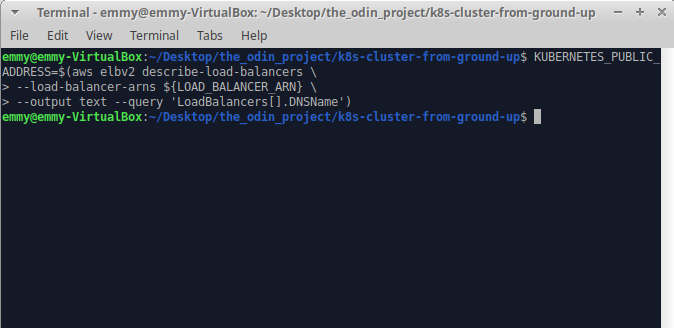 Terminal - emmy@emmy-VirtualBox: ~/Desktop/the_odin_project/k8s-cluster-from-ground-up
File Edit View Terminal Tabs Help
emmy@emmy-VirtualBox:~/Desktop/the_odin_project/k8s-cluster-from-ground-up$ KUBERNETES_PUBLIC_
ADDRESS=$(aws elbv2 describe-load-balancers \
> --load-balancer-arns ${LOAD_BALANCER_ARN} \
> --output text --query 'LoadBalancers[].DNSName')
emmy@emmy-VirtualBox:~/Desktop/the_odin_project/k8s-cluster-from-ground-up$